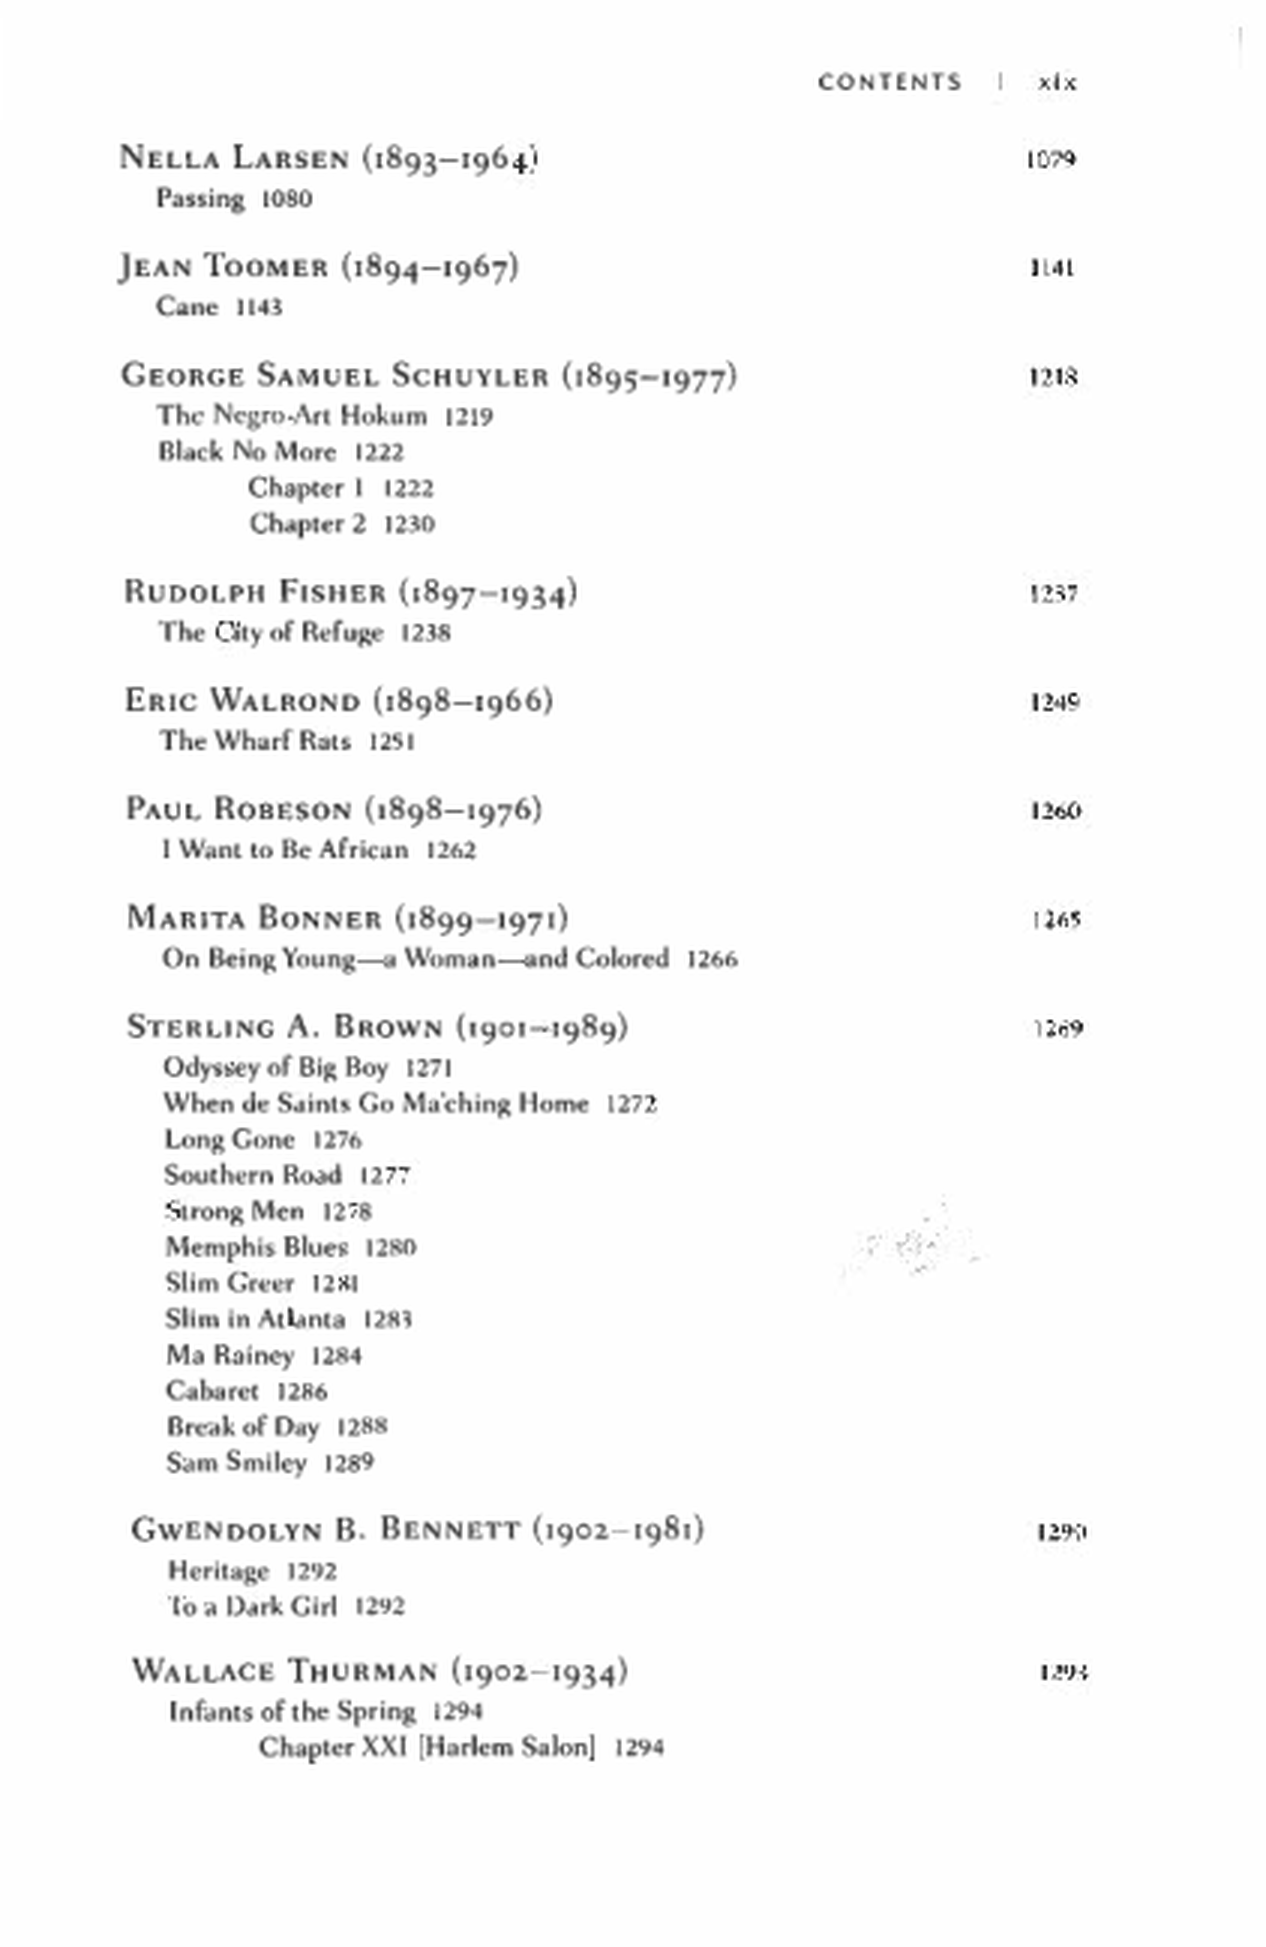 CONTENTS | xix
NELLA LARSEN (1893–1964) 1079
Passing 1080
JEAN TOOMER (1894–1967) 1141
Cane 1143
GEORGE SAMUEL SCHUYLER (1895–1977) 1218
The Negro-Art Hokum 1219
Black No More 1222
Chapter 1 1222
Chapter 2 1230
RUDOLPH FISHER (1897–1934) 1237
The City of Refuge 1238
ERIC WALROND (1898–1966) 1249
The Wharf Rats 1251
PAUL ROBESON (1898–1976) 1260
I Want to Be African 1262
MARITA BONNER (1899–1971) 1265
On Being Young—a Woman—and Colored 1266
STERLING A. BROWN (1901–1989) 1269
Odyssey of Big Boy 1271
When de Saints Go Ma'ching Home 1272
Long Gone 1276
Southern Road 1277
Strong Men 1278
Memphis Blues 1280
Slim Greer 1281
Slim in Atlanta 1283
Ma Rainey 1284
Cabaret 1286
Break of Day 1288
Sam Smiley 1289
GWENDOLYN B. BENNETT (1902–1981) 1290
Heritage 1292
To a Dark Girl 1292
WALLACE THURMAN (1902–1934) 1293
Infants of the Spring 1294
Chapter XXI [Harlem Salon] 1294